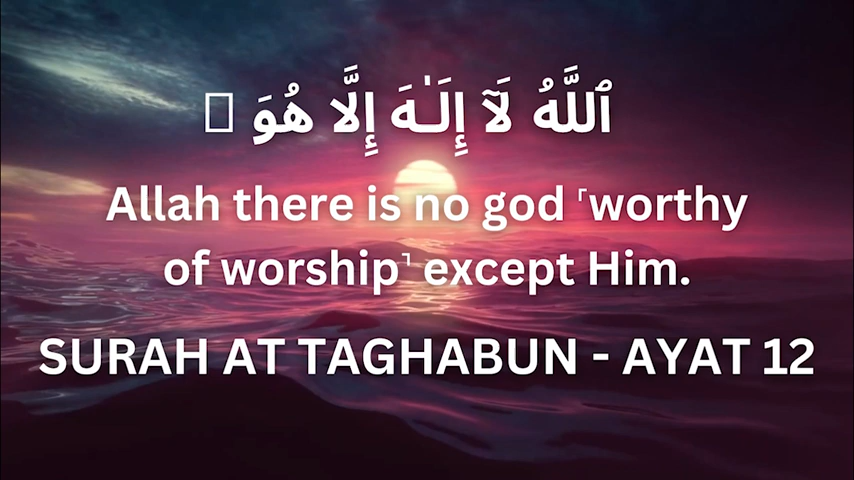 ٱللَّهُ لَآ إِلَـٰهَ إِلَّا هُوَ
Allah there is no god ˹worthy
of worship˺ except Him.
SURAH AT TAGHABUN - AYAT 12